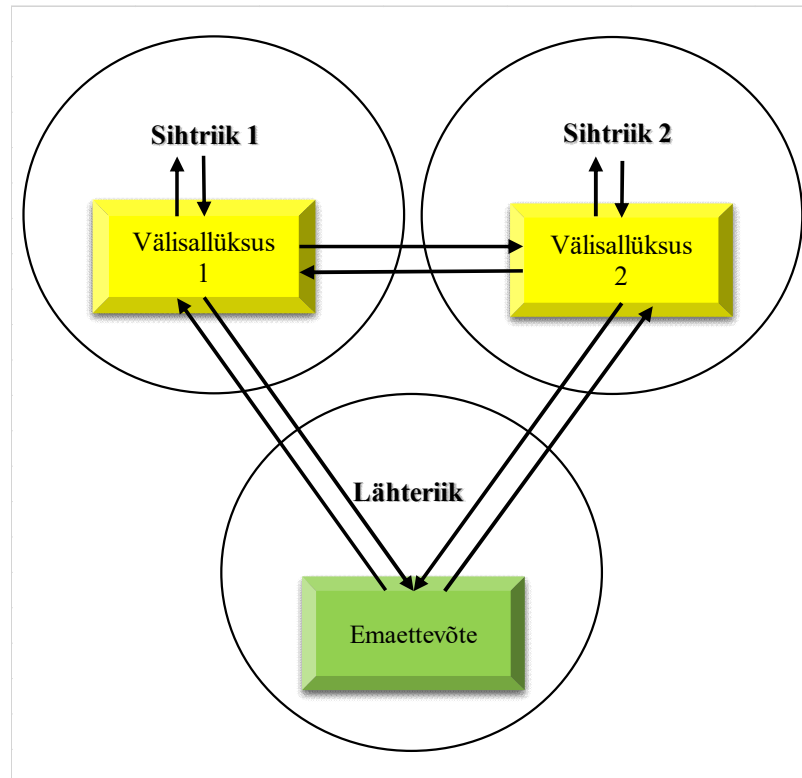 Sihtriik 1
Sihtriik 2
Välisallüksus
1
Välisallüksus
2
Lähteriik
Emaettevõte